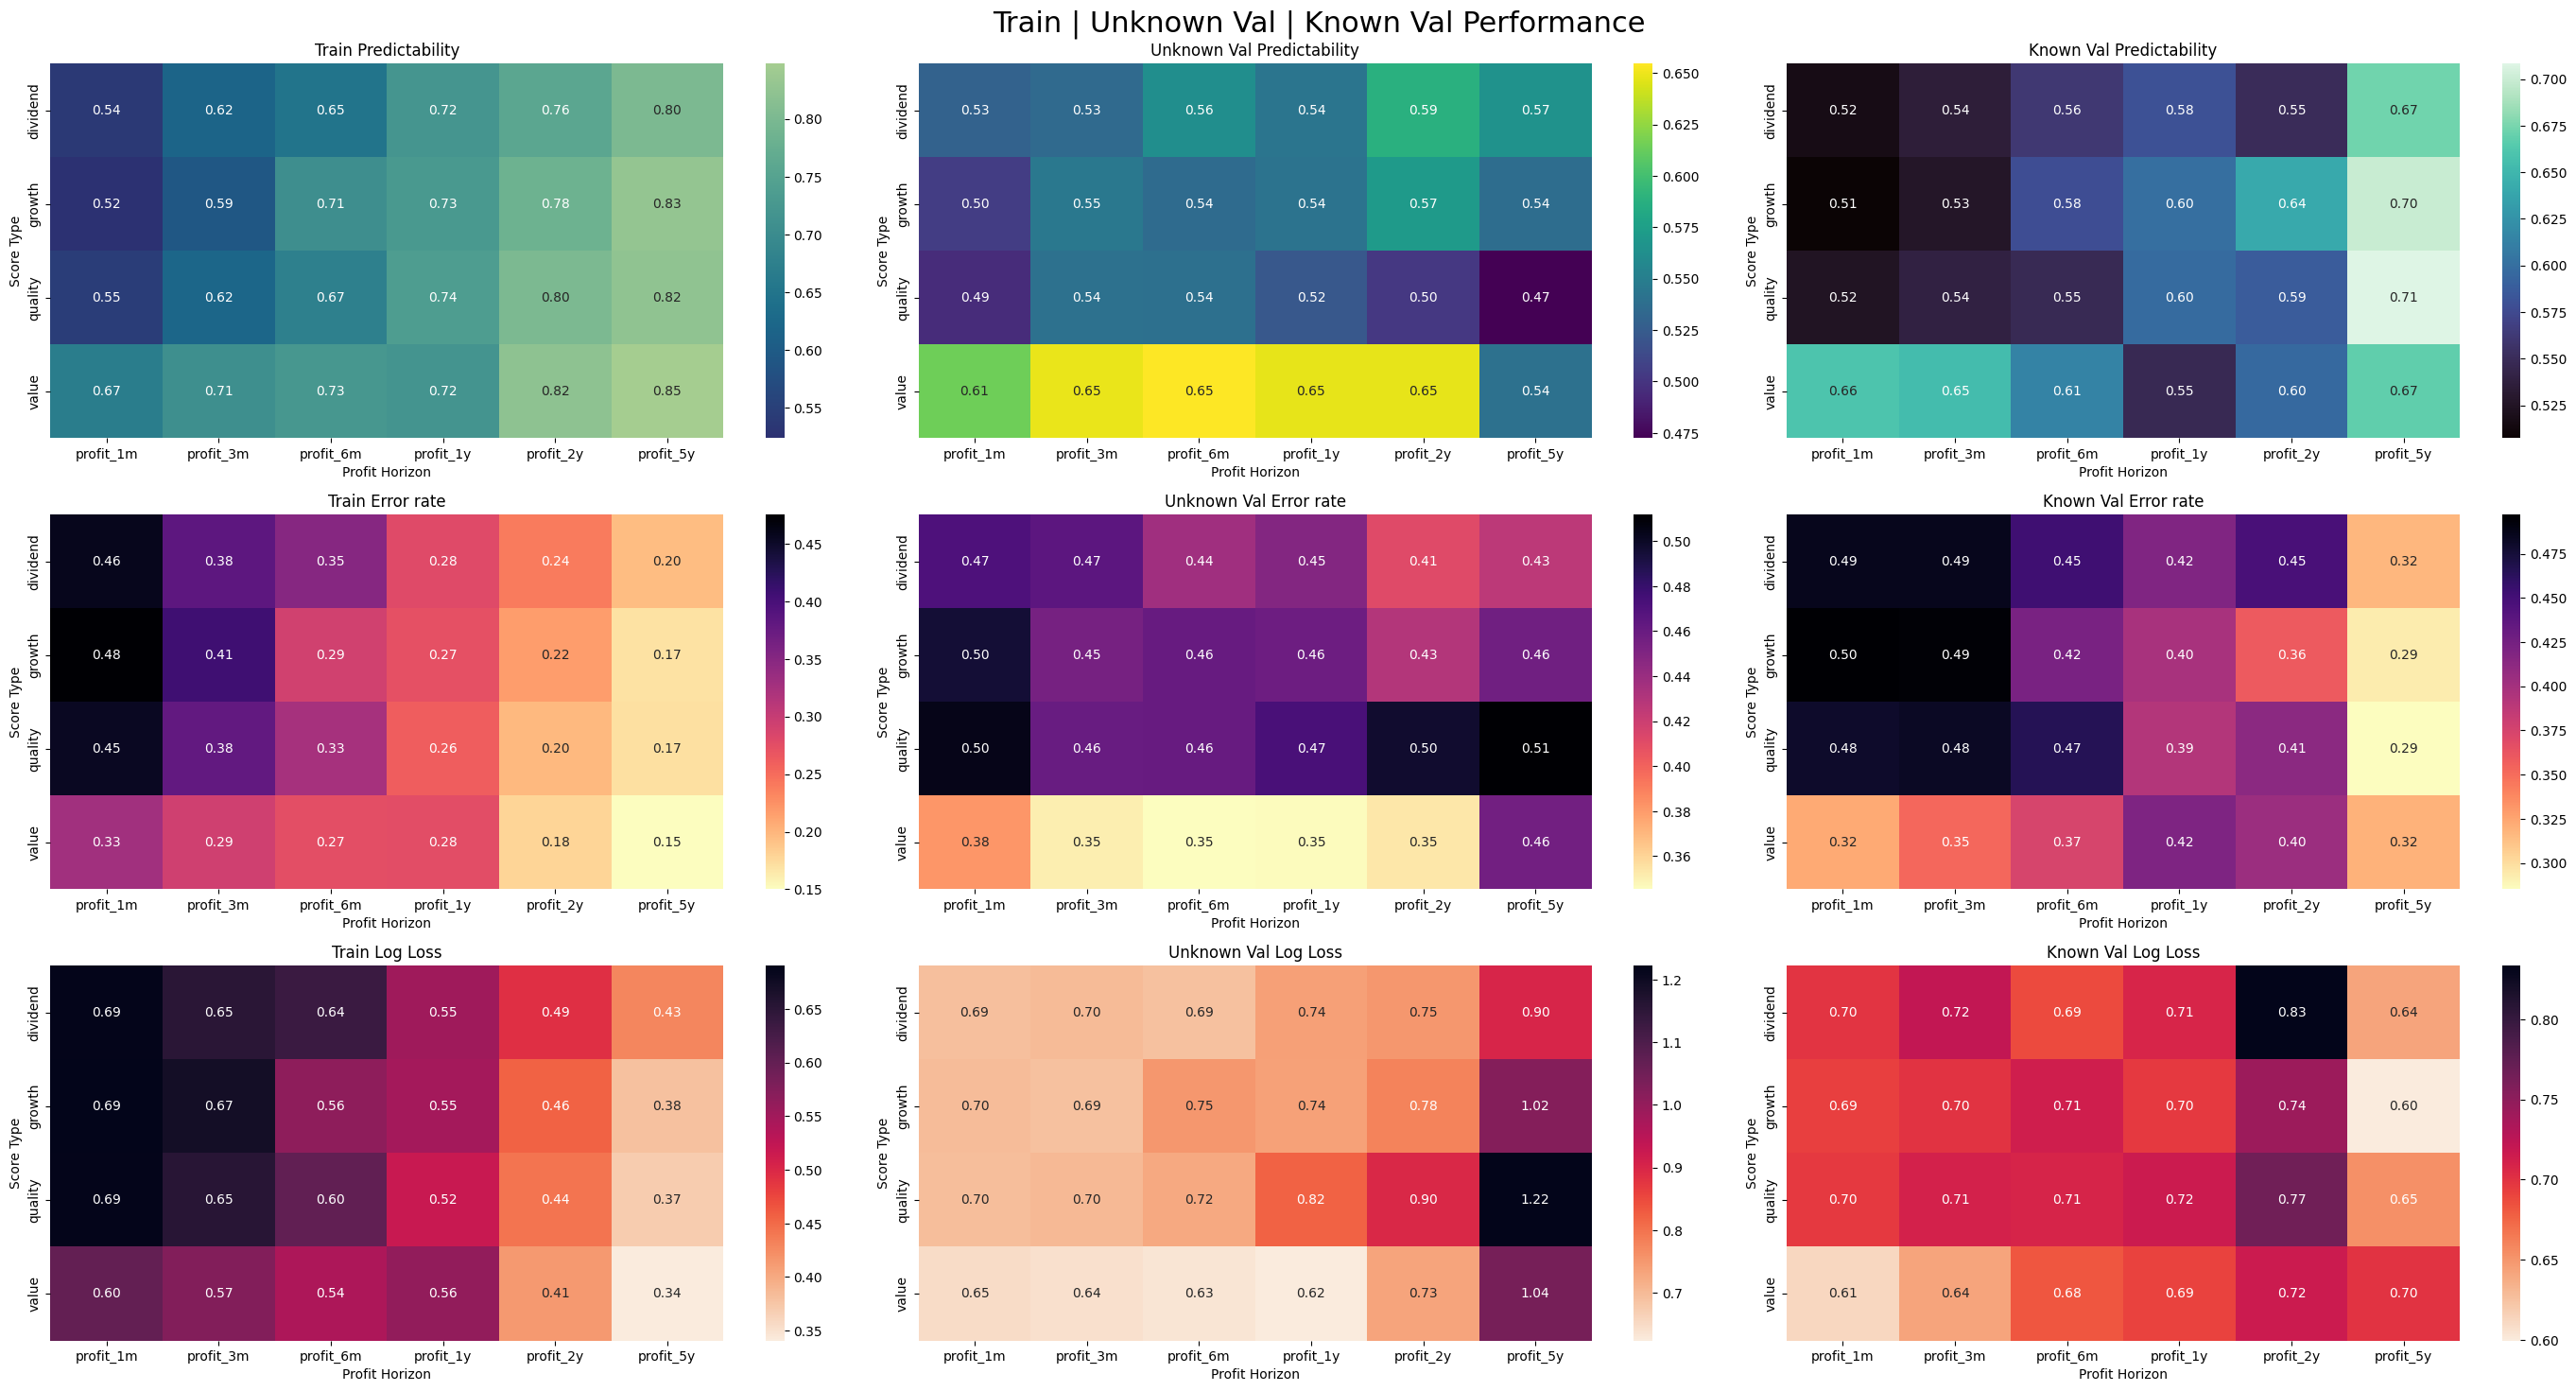 Train | Unknown Val | Known Val Performance
Train Predictability
Score Type
dividend
growth
quality
value
0.54 0.62 0.65 0.72 0.76 0.80
0.52 0.59 0.71 0.73 0.78 0.83
0.55 0.62 0.67 0.74 0.80 0.82
0.67 0.71 0.73 0.72 0.82 0.85
profit_1m profit_3m profit_6m profit_1y profit_2y profit_5y
Profit Horizon
0.80
0.75
0.70
0.65
0.60
0.55
Unknown Val Predictability
Score Type
dividend
growth
quality
value
0.53 0.53 0.56 0.54 0.59 0.57
0.50 0.55 0.54 0.54 0.57 0.54
0.49 0.54 0.54 0.52 0.50 0.47
0.61 0.65 0.65 0.65 0.65 0.54
profit_1m profit_3m profit_6m profit_1y profit_2y profit_5y
Profit Horizon
0.650
0.625
0.600
0.575
0.550
0.525
0.500
0.475
Known Val Predictability
Score Type
dividend
growth
quality
value
0.52 0.54 0.56 0.58 0.55 0.67
0.51 0.53 0.58 0.60 0.64 0.70
0.52 0.54 0.55 0.60 0.59 0.71
0.66 0.65 0.61 0.55 0.60 0.67
profit_1m profit_3m profit_6m profit_1y profit_2y profit_5y
Profit Horizon
0.700
0.675
0.650
0.625
0.600
0.575
0.550
0.525
Train Error rate
Score Type
dividend
growth
quality
value
0.46 0.38 0.35 0.28 0.24 0.20
0.48 0.41 0.29 0.27 0.22 0.17
0.45 0.38 0.33 0.26 0.20 0.17
0.33 0.29 0.27 0.28 0.18 0.15
profit_1m profit_3m profit_6m profit_1y profit_2y profit_5y
Profit Horizon
0.45
0.40
0.35
0.30
0.25
0.20
0.15
Unknown Val Error rate
Score Type
dividend
growth
quality
value
0.47 0.47 0.44 0.45 0.41 0.43
0.50 0.45 0.46 0.46 0.43 0.46
0.50 0.46 0.46 0.47 0.50 0.51
0.38 0.35 0.35 0.35 0.35 0.46
profit_1m profit_3m profit_6m profit_1y profit_2y profit_5y
Profit Horizon
0.50
0.48
0.46
0.44
0.42
0.40
0.38
0.36
Known Val Error rate
Score Type
dividend
growth
quality
value
0.49 0.49 0.45 0.42 0.45 0.32
0.50 0.49 0.42 0.40 0.36 0.29
0.48 0.48 0.47 0.39 0.41 0.29
0.32 0.35 0.37 0.42 0.40 0.32
profit_1m profit_3m profit_6m profit_1y profit_2y profit_5y
Profit Horizon
0.475
0.450
0.425
0.400
0.375
0.350
0.325
0.300
Train Log Loss
Score Type
dividend
growth
quality
value
0.69 0.65 0.64 0.55 0.49 0.43
0.69 0.67 0.56 0.55 0.46 0.38
0.69 0.65 0.60 0.52 0.44 0.37
0.60 0.57 0.54 0.56 0.41 0.34
profit_1m profit_3m profit_6m profit_1y profit_2y profit_5y
Profit Horizon
0.65
0.60
0.55
0.50
0.45
0.40
0.35
Unknown Val Log Loss
Score Type
dividend
growth
quality
value
0.69 0.70 0.69 0.74 0.75 0.90
0.70 0.69 0.75 0.74 0.78 1.02
0.70 0.70 0.72 0.82 0.90 1.22
0.65 0.64 0.63 0.62 0.73 1.04
profit_1m profit_3m profit_6m profit_1y profit_2y profit_5y
Profit Horizon
1.2
1.1
1.0
0.9
0.8
0.7
Known Val Log Loss
Score Type
dividend
growth
quality
value
0.70 0.72 0.69 0.71 0.83 0.64
0.69 0.70 0.71 0.70 0.74 0.60
0.70 0.71 0.71 0.72 0.77 0.65
0.61 0.64 0.68 0.69 0.72 0.70
profit_1m profit_3m profit_6m profit_1y profit_2y profit_5y
Profit Horizon
0.80
0.75
0.70
0.65
0.60